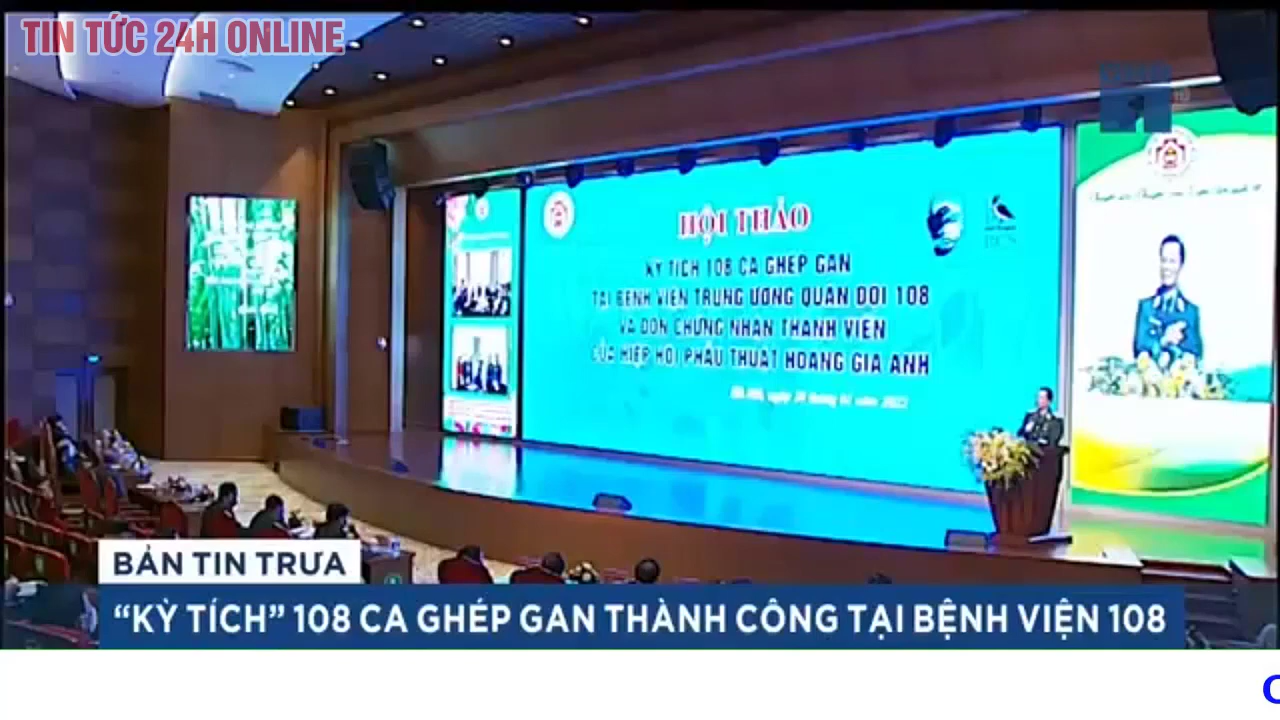 TIN TỨC 24H ONLINE
HỘI THẢO
KỲ TÍCH 108 CA GHÉP GAN
TẠI BỆNH VIỆN TRUNG ƯƠNG QUÂN ĐỘI 108
VÀ ĐÓN CHỨNG NHẬN THÀNH VIÊN
CỦA HIỆP HỘI PHẪU THUẬT HOÀNG GIA ANH
BẢN TIN TRƯA
“KỲ TÍCH” 108 CA GHÉP GAN THÀNH CÔNG TẠI BỆNH VIỆN 108